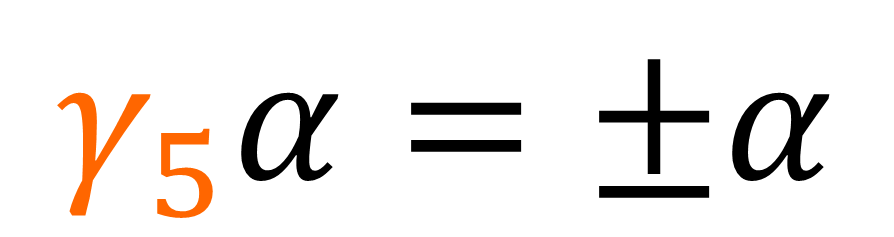 γ₅α = ±α